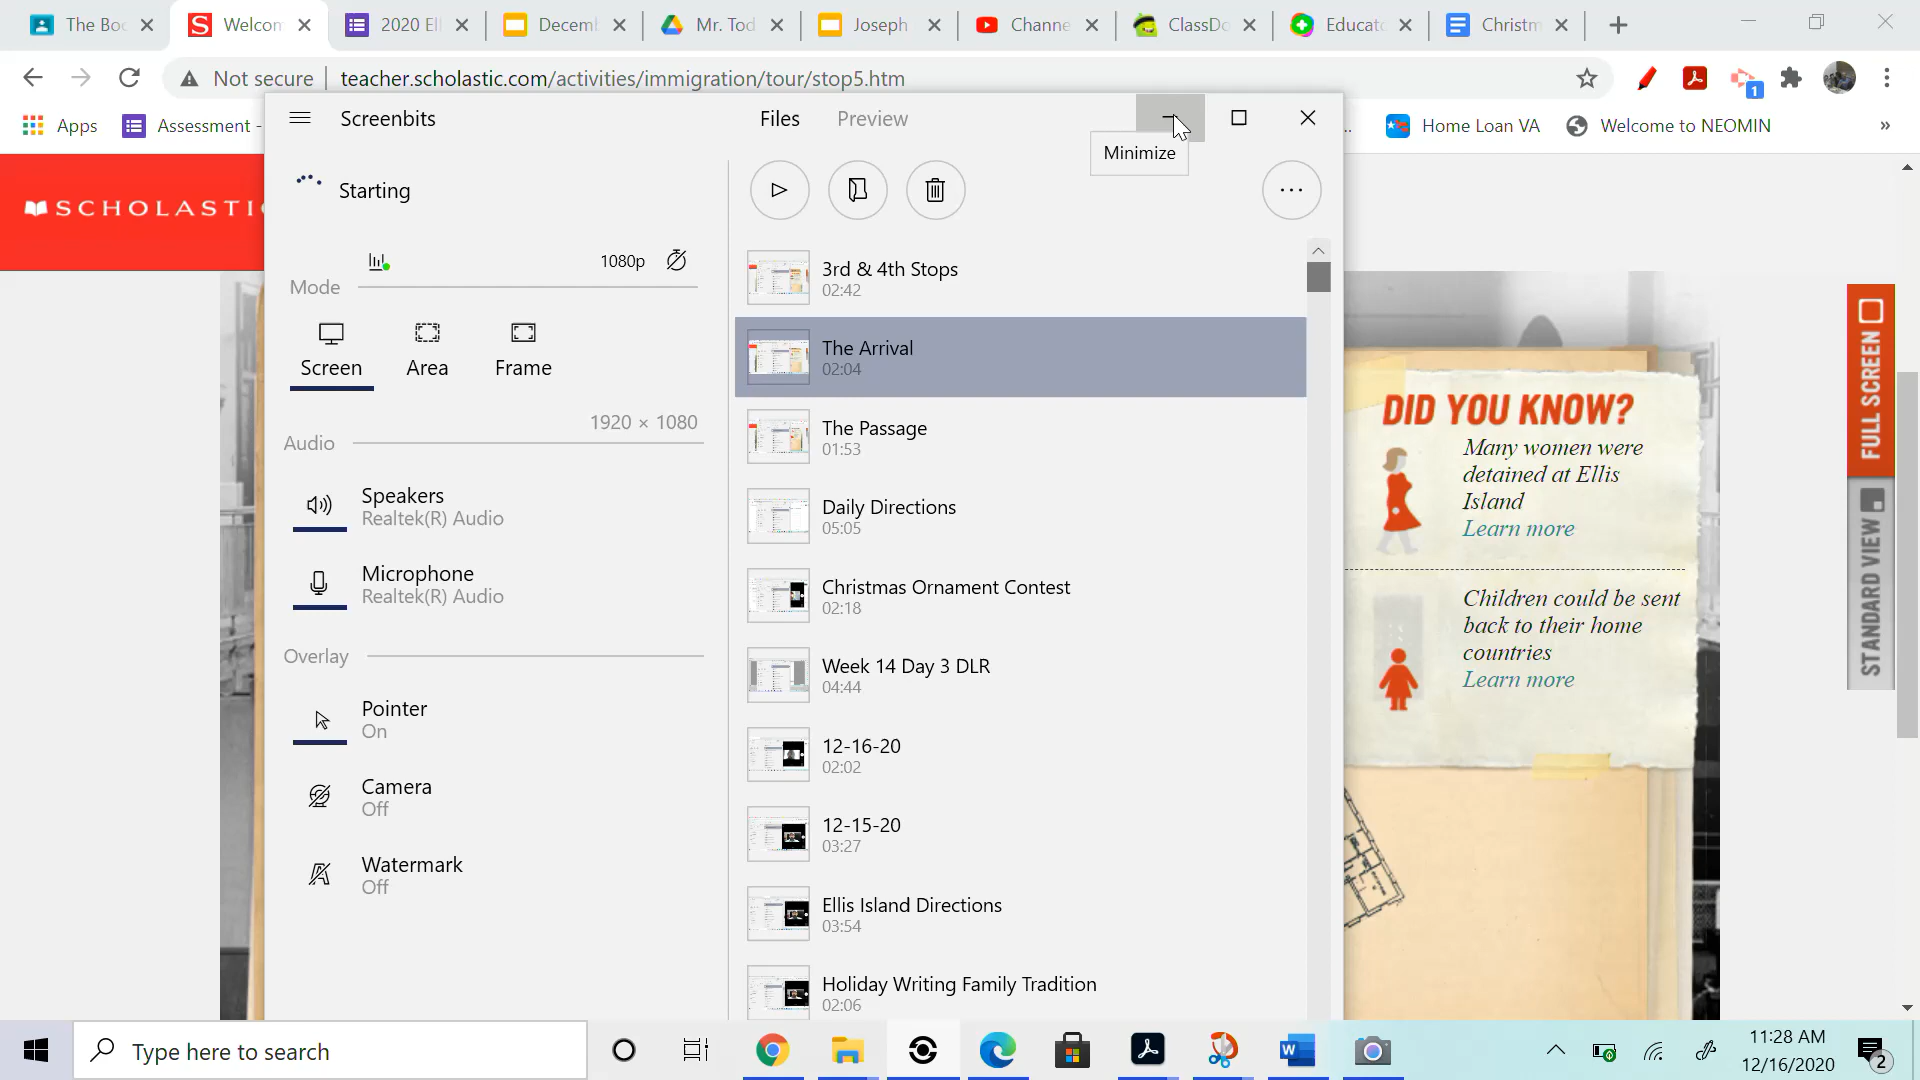 The Boo
Welcom
2020 Ell
Decemb
Mr. Tod
Joseph
Channe
ClassDo
Educato
Christm
Not secure
teacher.scholastic.com/activities/immigration/tour/stop5.htm
Apps
Assessment -
Home Loan VA
Welcome to NEOMIN
»
SCHOLASTI
Screenbits
Files
Preview
Minimize
Starting
1080p
Mode
Screen
Area
Frame
1920 × 1080
Audio
Speakers
Realtek(R) Audio
Microphone
Realtek(R) Audio
Overlay
Pointer
On
Camera
Off
Watermark
Off
3rd & 4th Stops
02:42
The Arrival
02:04
The Passage
01:53
Daily Directions
05:05
Christmas Ornament Contest
02:18
Week 14 Day 3 DLR
04:44
12-16-20
02:02
12-15-20
03:27
Ellis Island Directions
03:54
Holiday Writing Family Tradition
02:06
DID YOU KNOW?
Many women were
detained at Ellis
Island
Learn more
Children could be sent
back to their home
countries
Learn more
FULL SCREEN
STANDARD VIEW
Type here to search
11:28 AM
12/16/2020
2